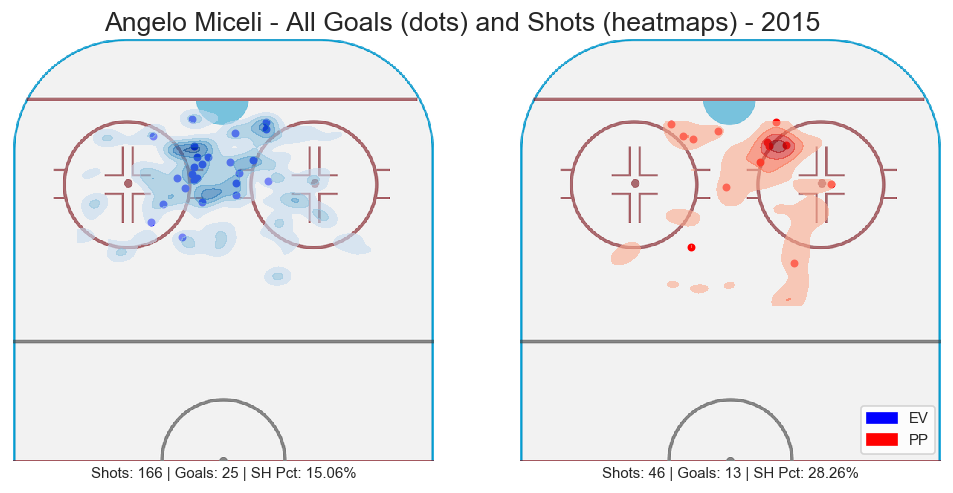 Angelo Miceli - All Goals (dots) and Shots (heatmaps) - 2015
EV
PP
Shots: 166 | Goals: 25 | SH Pct: 15.06%
Shots: 46 | Goals: 13 | SH Pct: 28.26%